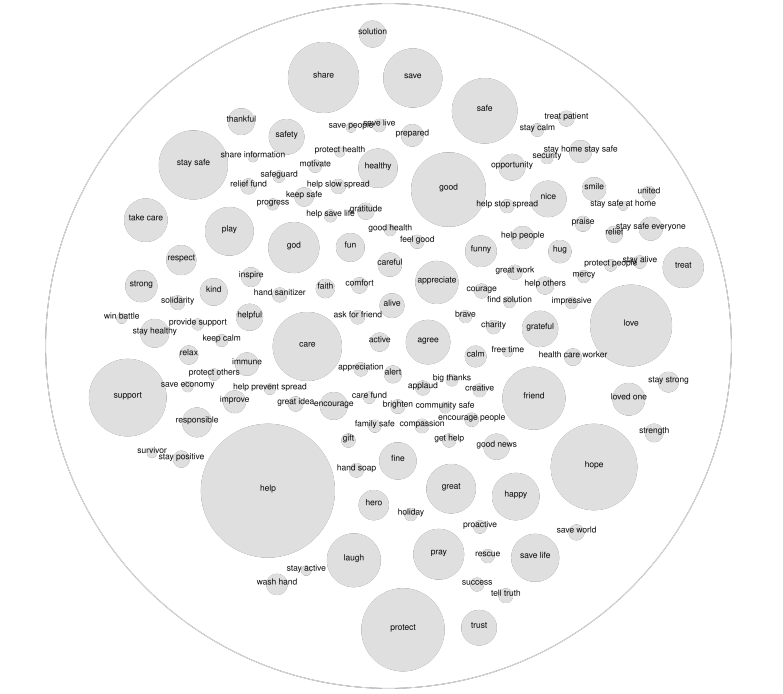 solution
share
save
safe
treat patient
thankful
save people
save live
stay calm
safety
prepared
stay home stay safe
protect health
share information
security
stay safe
motivate
healthy
opportunity
safeguard
relief fund
help slow spread
good
smile
united
keep safe
nice
progress
help stop spread
stay safe at home
help save life
gratitude
take care
praise
play
good health
stay safe everyone
relief
feel good
help people
god
fun
funny
hug
respect
careful
protect people
stay alive
treat
great work
mercy
inspire
appreciate
strong
kind
hand sanitizer
faith
comfort
courage
help others
solidarity
find solution
impressive
alive
win battle
provide support
helpful
ask for friend
brave
love
stay healthy
charity
grateful
keep calm
care
active
agree
relax
calm
free time
health care worker
immune
appreciation
protect others
alert
big thanks
stay strong
save economy
help prevent spread
applaud
creative
support
care fund
friend
loved one
improve
great idea
encourage
brighten
community safe
responsible
family safe
compassion
encourage people
strength
gift
get help
good news
survivor
stay positive
fine
hope
hand soap
help
great
happy
hero
holiday
proactive
save world
laugh
pray
rescue
save life
stay active
wash hand
success
tell truth
protect
trust